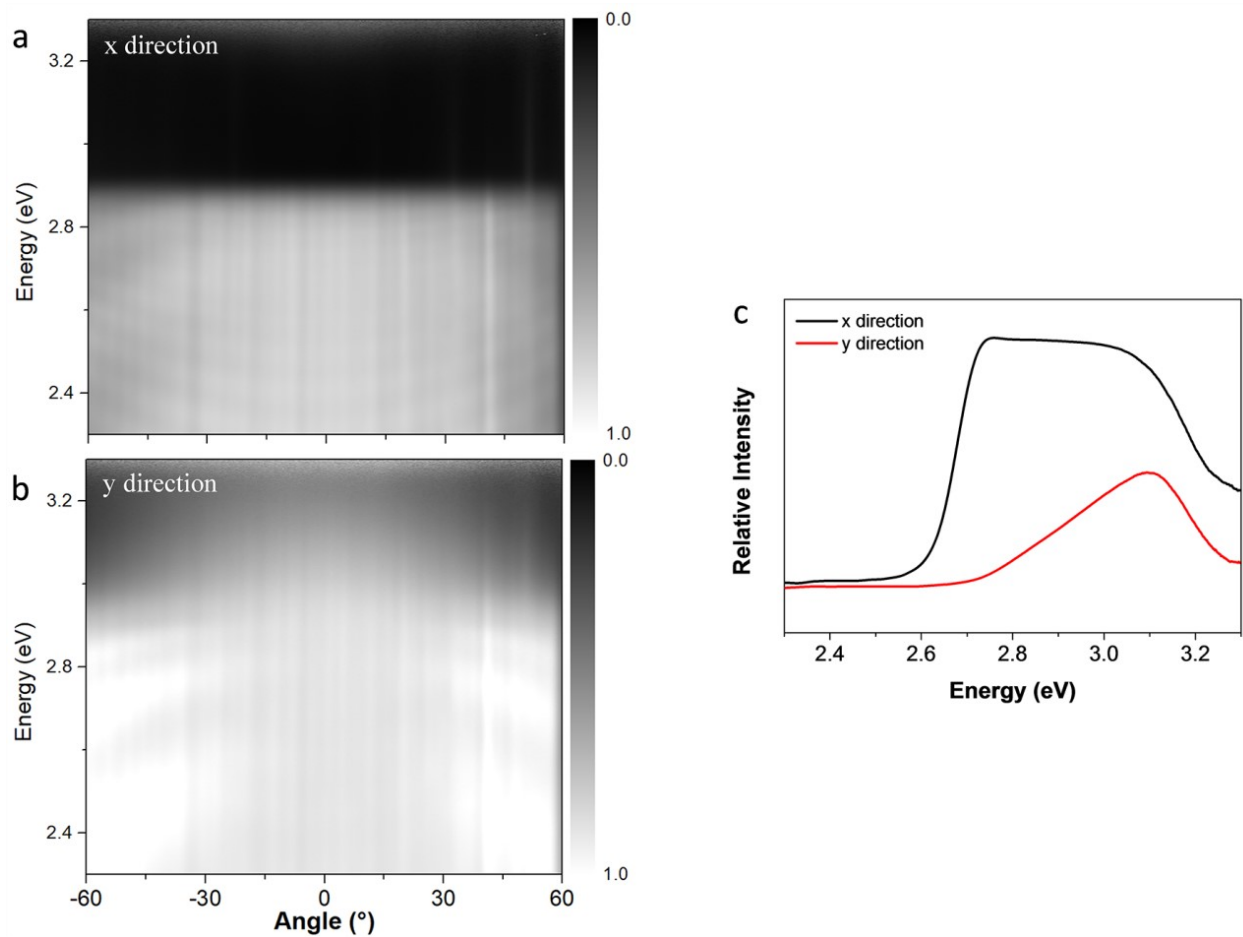 a
x direction
0.0
3.2
2.8
2.4
Energy (eV)
1.0
b
y direction
0.0
3.2
2.8
2.4
Energy (eV)
1.0
-60
-30
0
30
60
Angle (°)
c
x direction
y direction
Relative Intensity
2.4
2.6
2.8
3.0
3.2
Energy (eV)